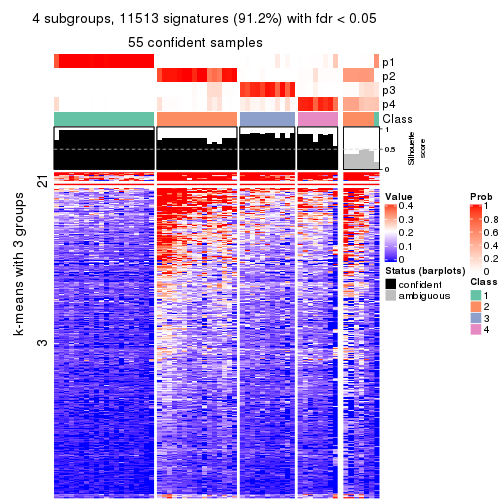 4 subgroups, 11513 signatures (91.2%) with fdr < 0.05
55 confident samples
p1
p2
p3
p4
Class
1
0.5
0
Silhouette
score
k-means with 3 groups
21
3
Value
0.4
0.3
0.2
0.1
0
Status (barplots)
confident
ambiguous
Prob
1
0.8
0.6
0.4
0.2
0
Class
1
2
3
4